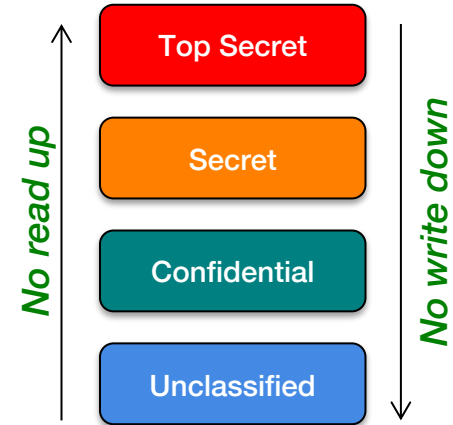 Top Secret
Secret
Confidential
Unclassified
No read up
No write down